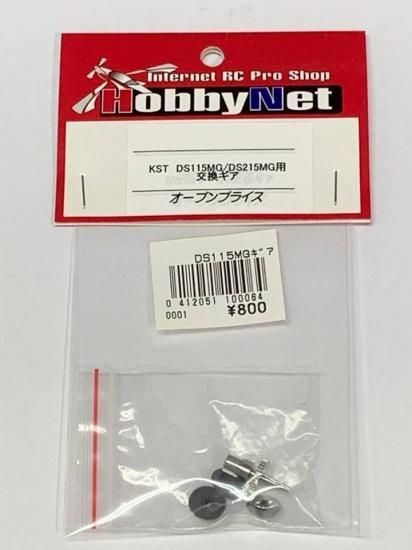 Internet RC Pro Shop
HobbyNet
KST DS115MG/DS215MG用
交換ギア
オープンプライス
DS115MGｷﾞｱ
0 412051 100084
0001 ¥800